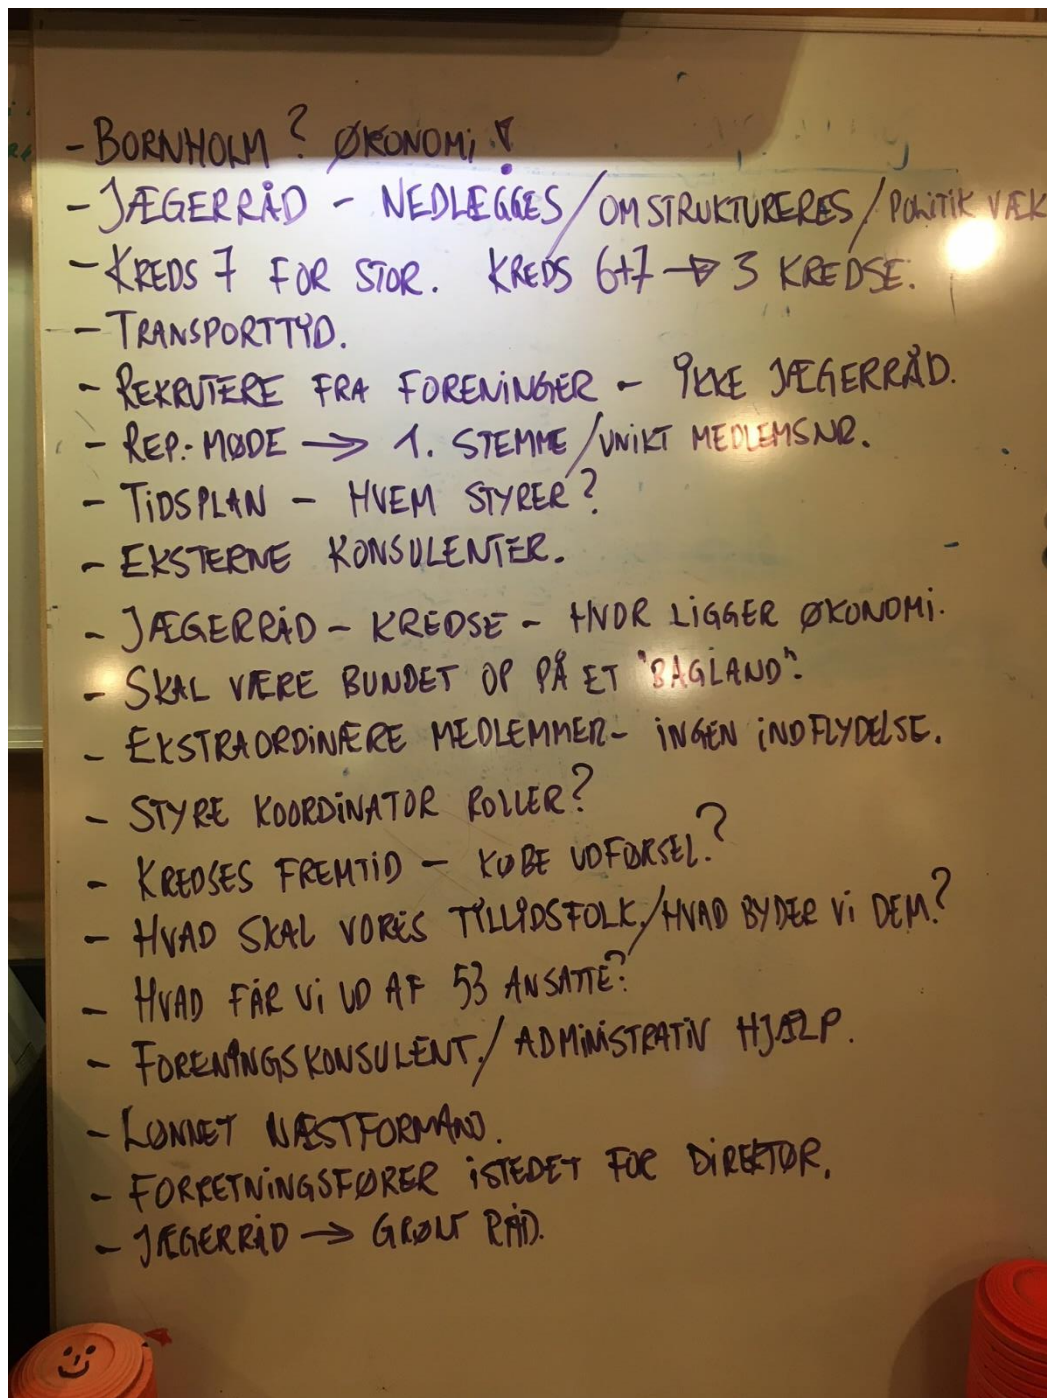 - BORNHOLM? ØKONOMI!
- JÆGERRÅD - NEDLÆGGES/OMSTRUKTURERES/POLITIK VÆK
- KREDS 7 FOR STOR. KREDS 6+7 → 3 KREDSE.
- TRANSPORTTID.
- REKRUTERE FRA FORENINGER - IKKE JÆGERRÅD.
- REP.-MØDE → 1. STEMME/UNIKT MEDLEMSNR.
- TIDSPLAN - HVEM STYRER?
- EKSTERNE KONSULENTER.
- JÆGERRÅD - KREDSE - HVOR LIGGER ØKONOMI.
- SKAL VÆRE BUNDET OP PÅ ET "BAGLAND".
- EKSTRAORDINÆRE MEDLEMMER - INGEN INDFLYDELSE.
- STYRE KOORDINATOR ROLLER?
- KREDSES FREMTID - KØBE UDFØRSEL?
- HVAD SKAL VORES TILLIDSFOLK./HVAD BYDER VI DEM?
- HVAD FÅR VI UD AF 53 ANSATTE?
- FORENINGSKONSULENT./ADMINISTRATIV HJÆLP.
- LØNNET NÆSTFORMAND.
- FORRETNINGSFØRER ISTEDET FOR DIREKTØR.
- JÆGERRÅD → GRØNT RÅD.